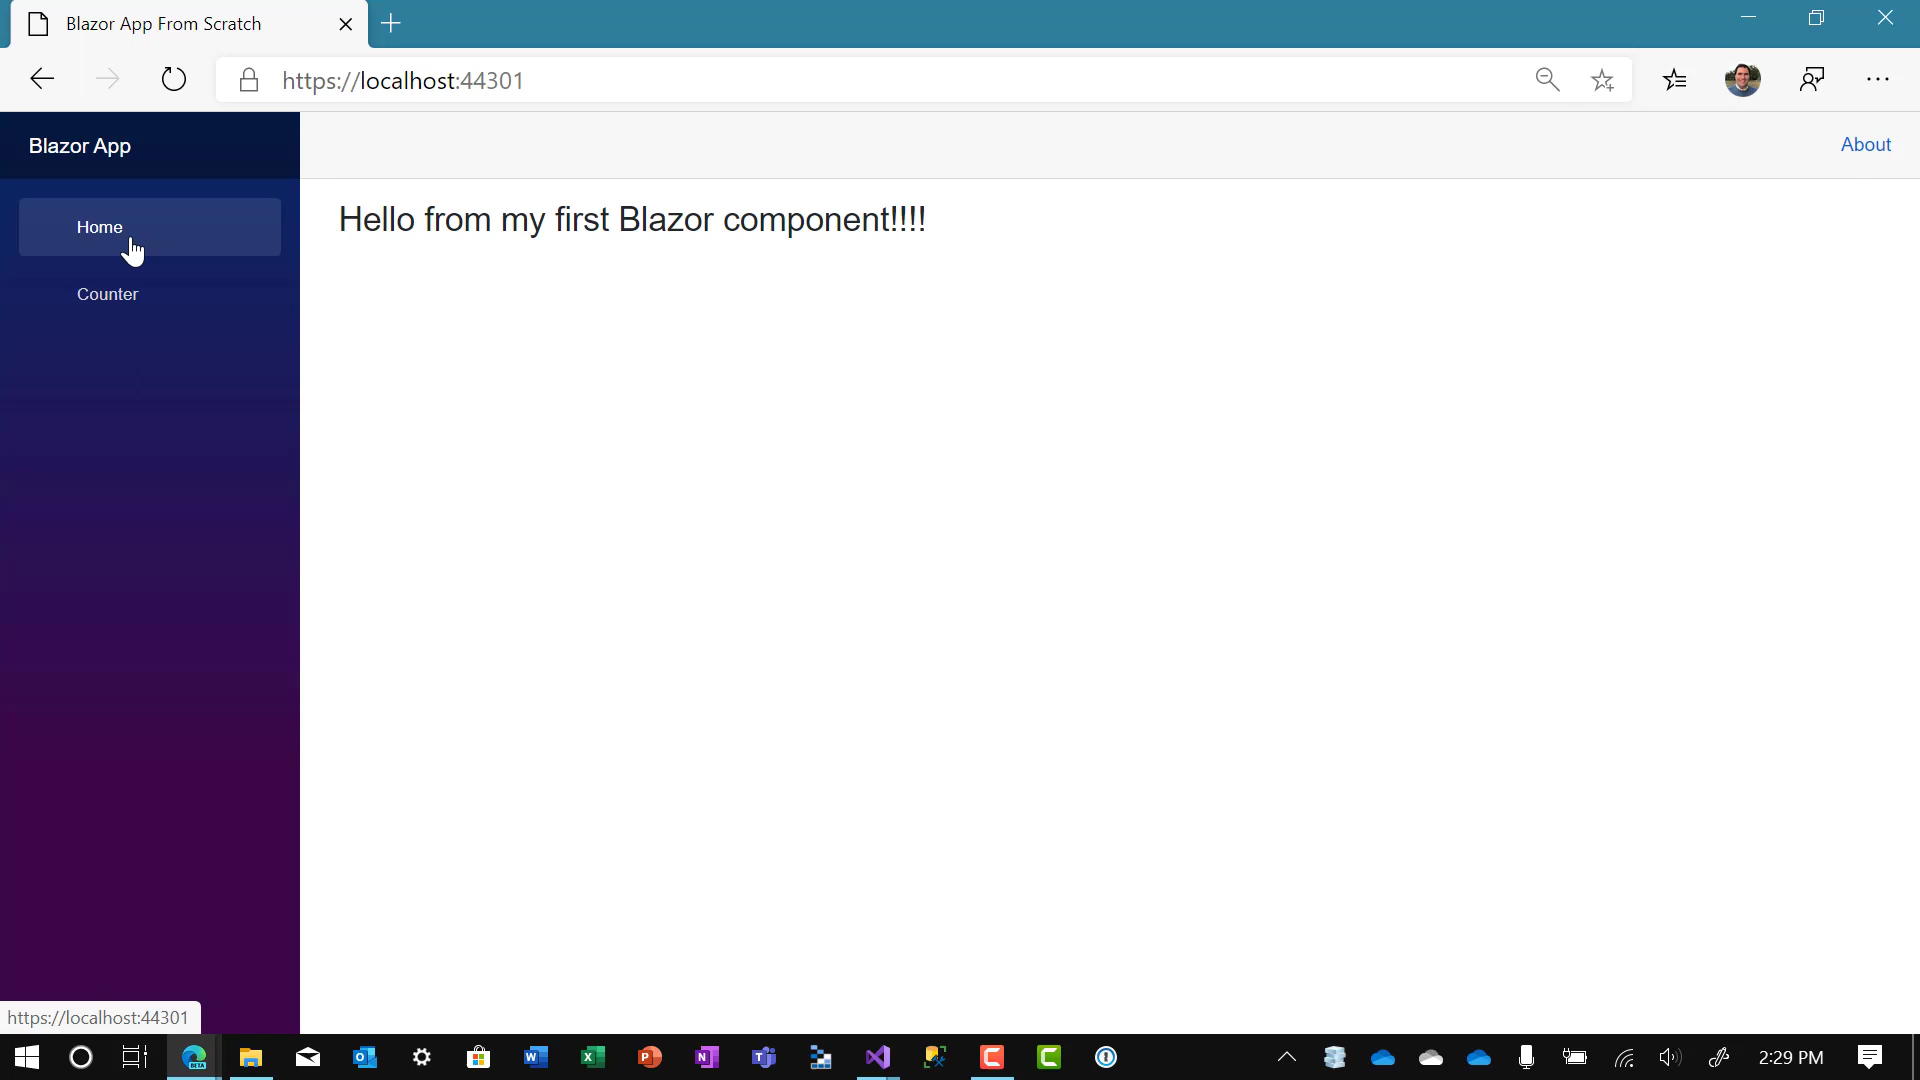 Blazor App From Scratch
https://localhost:44301
Blazor App
About
Home
Hello from my first Blazor component!!!!
Counter
https://localhost:44301
BETA
2:29 PM